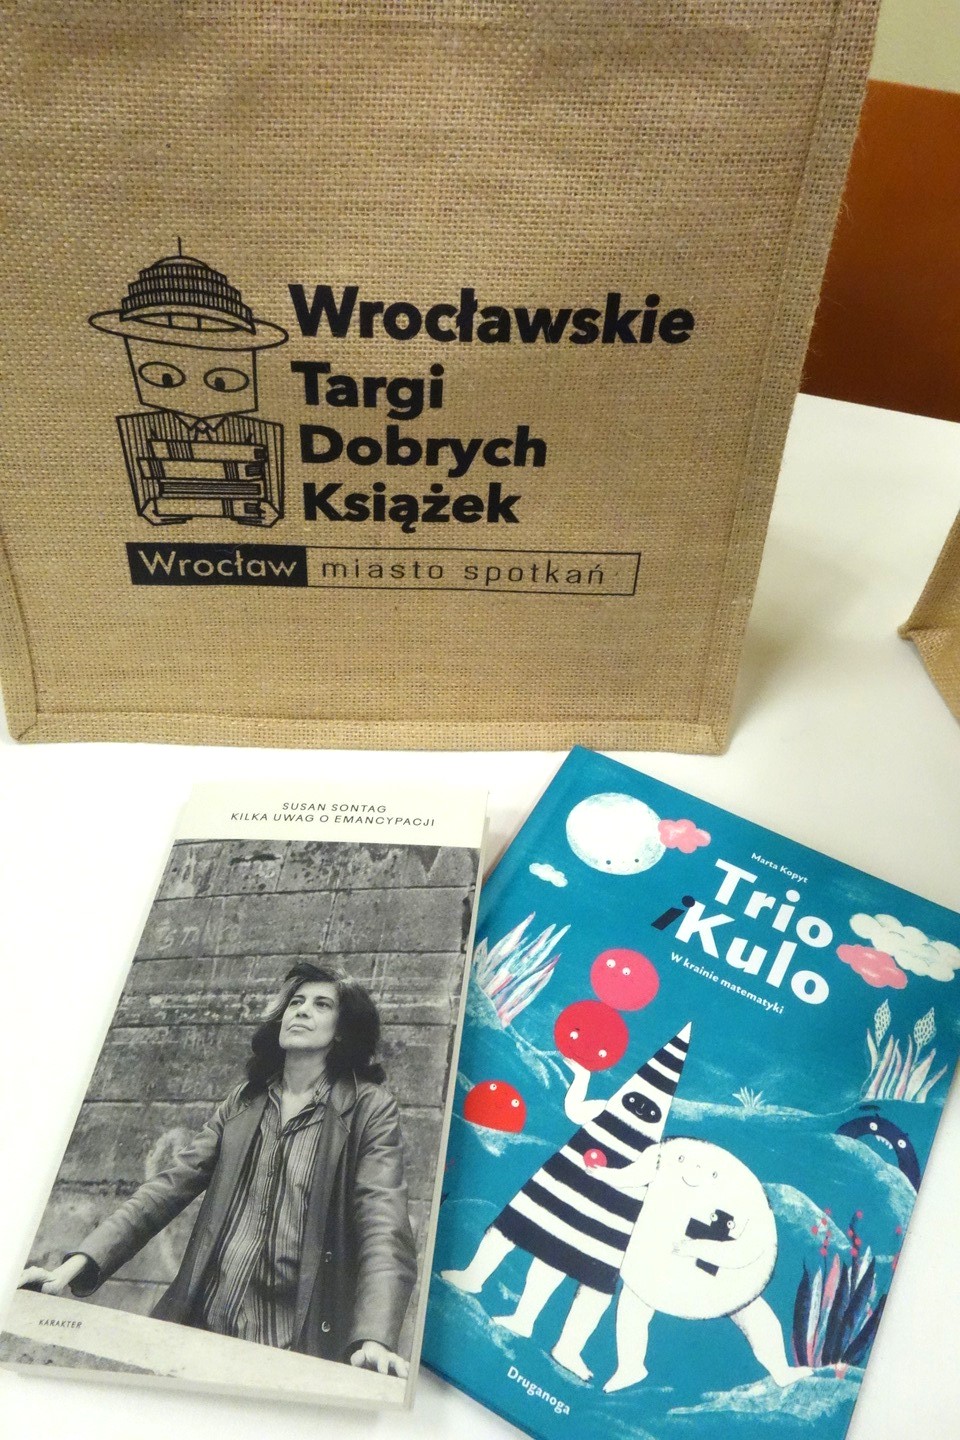 Wrocławskie
Targi
Dobrych
Książek
Wrocław miasto spotkań
SUSAN SONTAG
KILKA UWAG O EMANCYPACJI
KARAKTER
Marta Kopyt
Trio
iKulo
W krainie matematyki
Druganoga